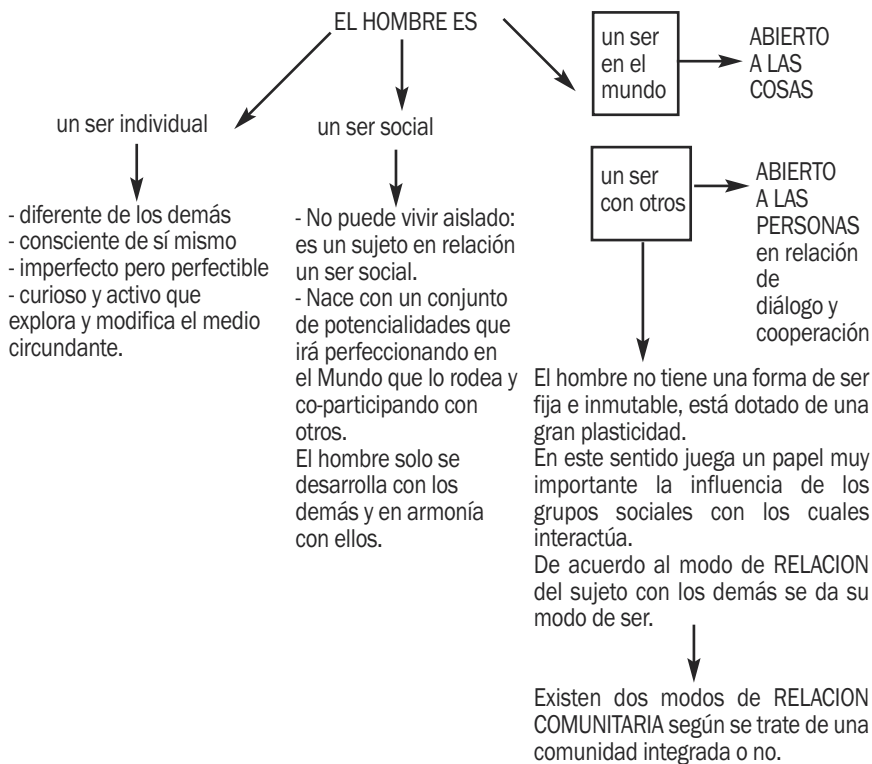 EL HOMBRE ES
un ser individual
- diferente de los demás
- consciente de sí mismo
- imperfecto pero perfectible
- curioso y activo que
explora y modifica el medio
circundante.
un ser social
- No puede vivir aislado:
es un sujeto en relación
un ser social.
- Nace con un conjunto
de potencialidades que
irá perfeccionando en
el Mundo que lo rodea y
co-participando con
otros.
El hombre solo se
desarrolla con los
demás y en armonía
con ellos.
un ser
en el
mundo
ABIERTO
A LAS
COSAS
un ser
con otros
ABIERTO
A LAS
PERSONAS
en relación
de
diálogo y
cooperación
El hombre no tiene una forma de ser
fija e inmutable, está dotado de una
gran plasticidad.
En este sentido juega un papel muy
importante la influencia de los
grupos sociales con los cuales
interactúa.
De acuerdo al modo de RELACION
del sujeto con los demás se da su
modo de ser.
Existen dos modos de RELACION
COMUNITARIA según se trate de una
comunidad integrada o no.